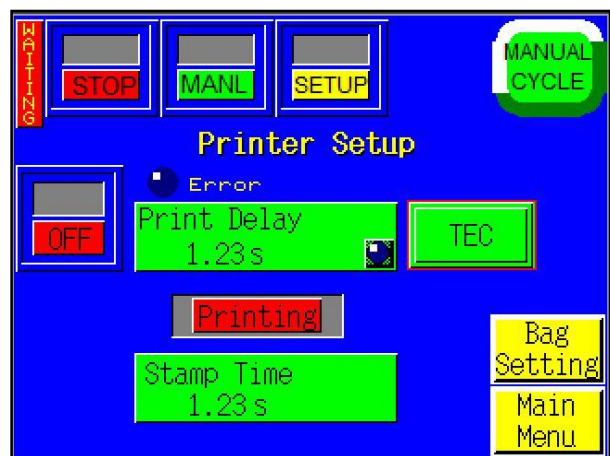 WAITING
STOP
MANL
SETUP
MANUAL
CYCLE
Printer Setup
Error
OFF
Print Delay
1.23 s
TEC
Printing
Stamp Time
1.23 s
Bag
Setting
Main
Menu